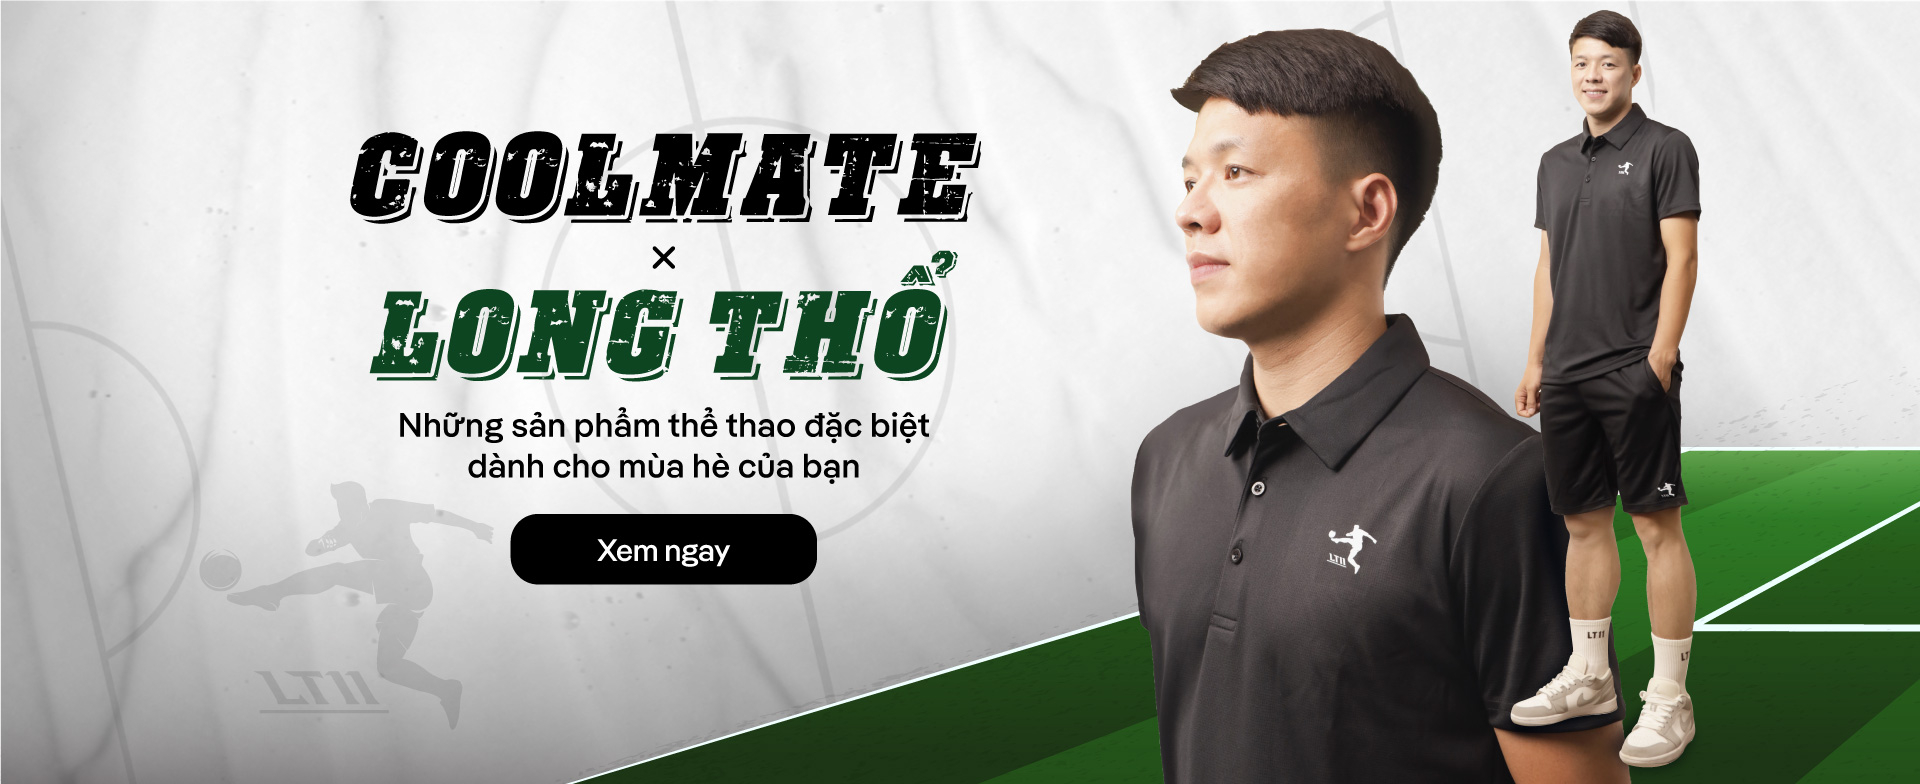 COOLMATE
×
LONG THỔ
Những sản phẩm thể thao đặc biệt
dành cho mùa hè của bạn
Xem ngay
LT11
LT11
LT11